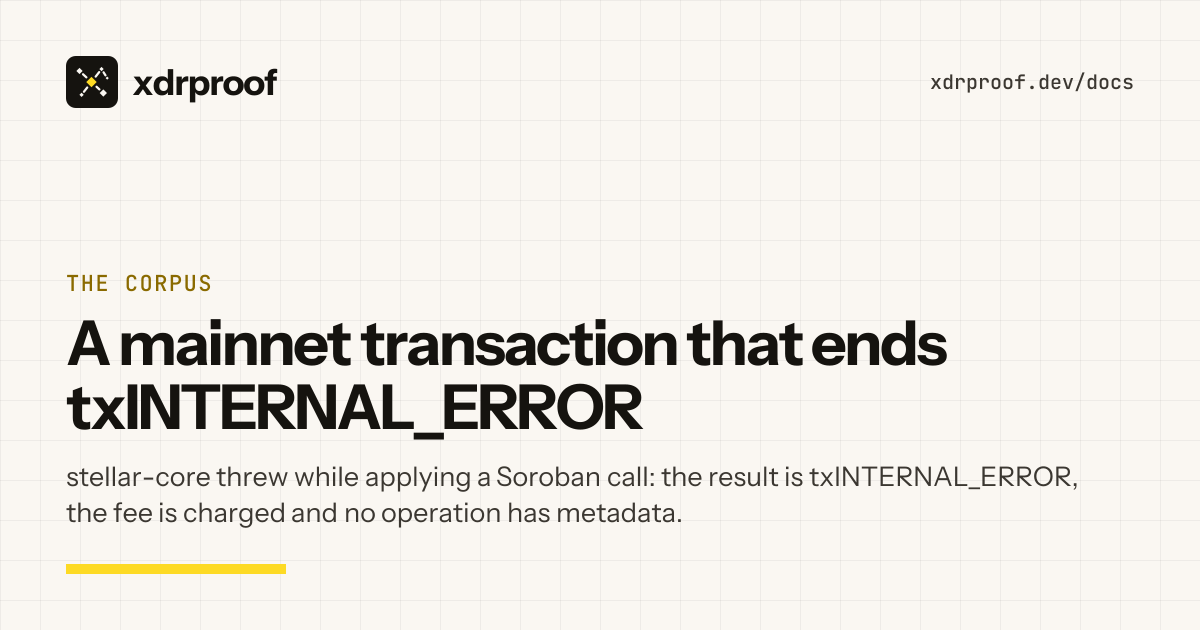 xdrproof
xdrproof.dev/docs
THE CORPUS
A mainnet transaction that ends
txINTERNAL_ERROR
stellar-core threw while applying a Soroban call: the result is txINTERNAL_ERROR,
the fee is charged and no operation has metadata.